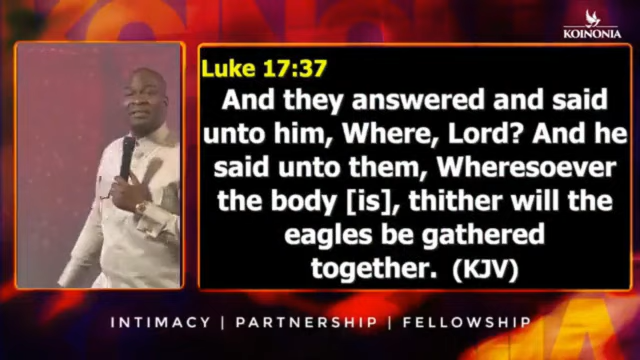 KOINONIA
Luke 17:37
And they answered and said
unto him, Where, Lord? And he
said unto them, Wheresoever
the body [is], thither will the
eagles be gathered
together. (KJV)
INTIMACY | PARTNERSHIP | FELLOWSHIP